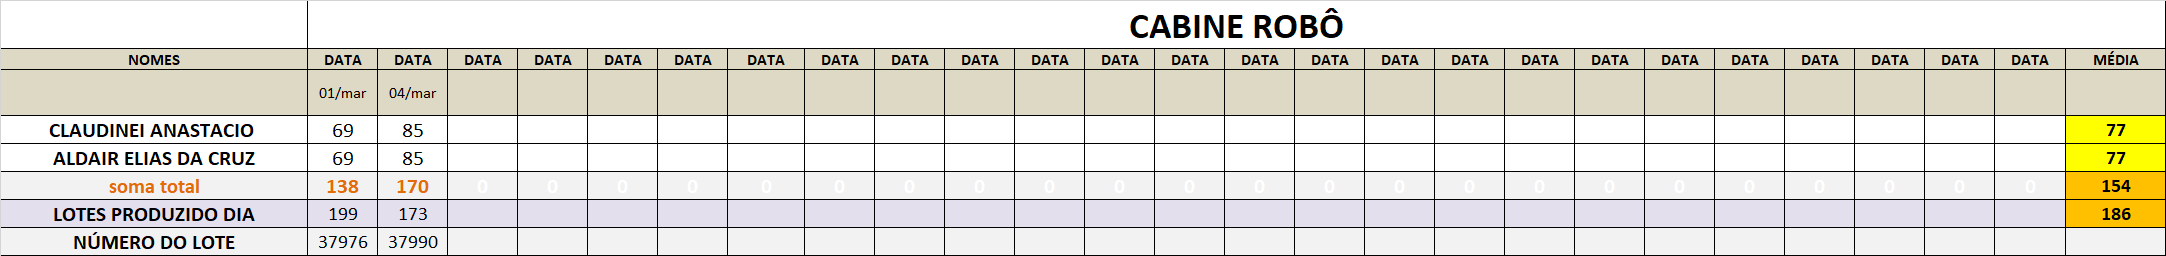 CABINE ROBÔ
NOMES DATA DATA DATA DATA DATA DATA DATA DATA DATA DATA DATA DATA DATA DATA DATA DATA DATA DATA DATA DATA DATA DATA DATA DATA DATA MÉDIA
01/mar 04/mar
CLAUDINEI ANASTACIO 69 85 77
ALDAIR ELIAS DA CRUZ 69 85 77
soma total 138 170 0 0 0 0 0 0 0 0 0 0 0 0 0 0 0 0 0 0 0 0 0 0 0 154
LOTES PRODUZIDO DIA 199 173 186
NÚMERO DO LOTE 37976 37990